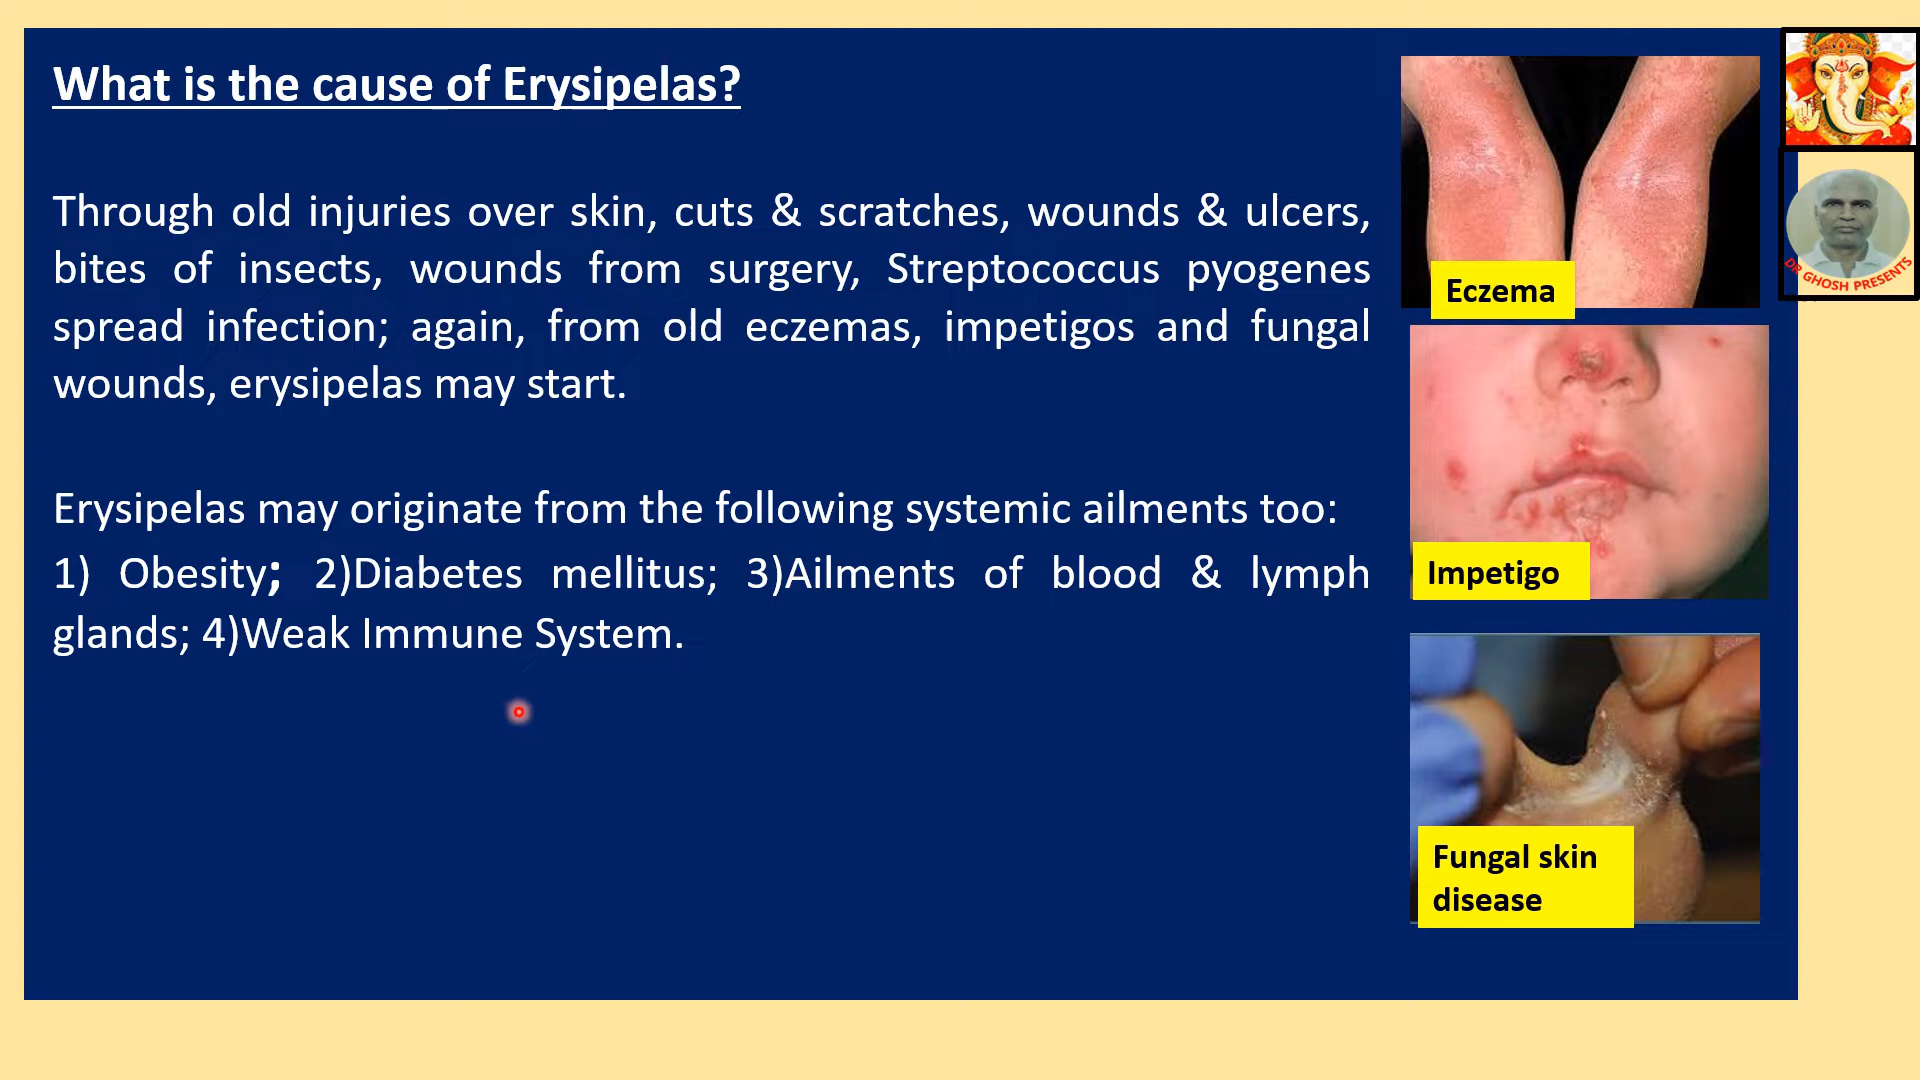 What is the cause of Erysipelas?
Through old injuries over skin, cuts & scratches, wounds & ulcers,
bites of insects, wounds from surgery, Streptococcus pyogenes
spread infection; again, from old eczemas, impetigos and fungal
wounds, erysipelas may start.
Erysipelas may originate from the following systemic ailments too:
1) Obesity; 2)Diabetes mellitus; 3)Ailments of blood & lymph
glands; 4)Weak Immune System.
Eczema
Impetigo
Fungal skin
disease
DR GHOSH PRESENTS